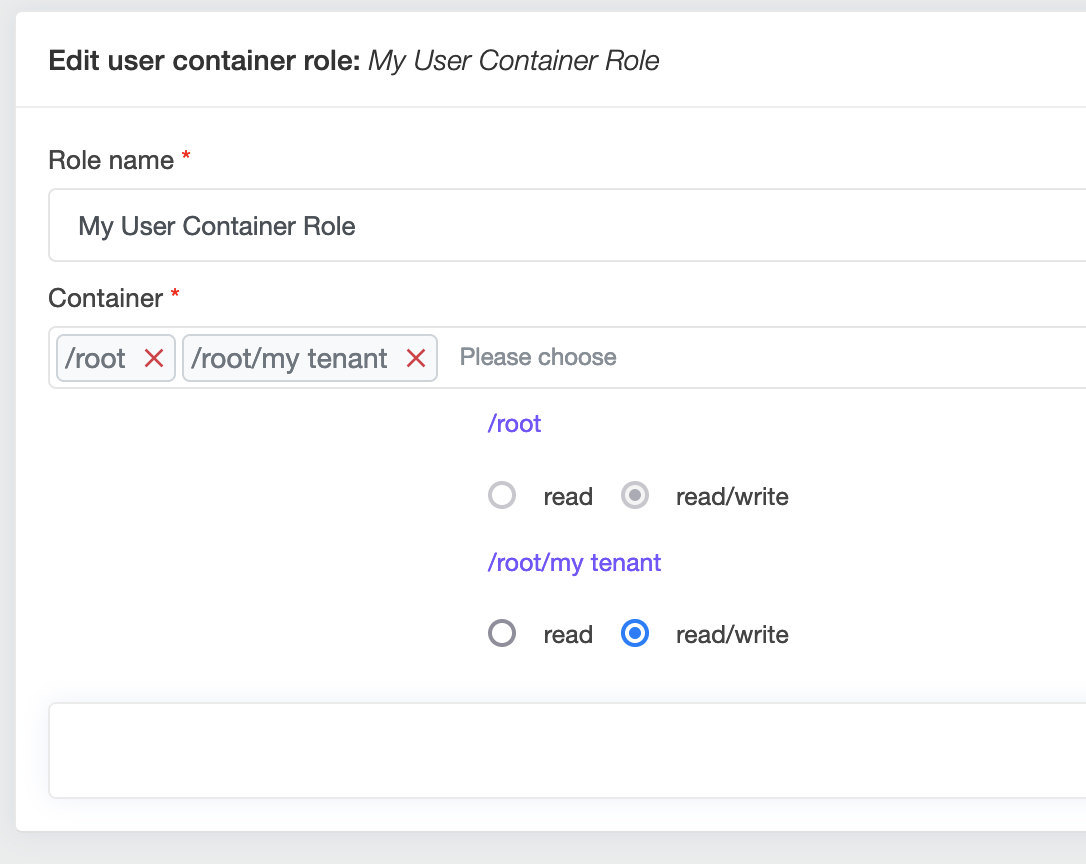 Edit user container role: My User Container Role
Role name *
My User Container Role
Container *
/root /root/my tenant Please choose
/root
read read/write
/root/my tenant
read read/write